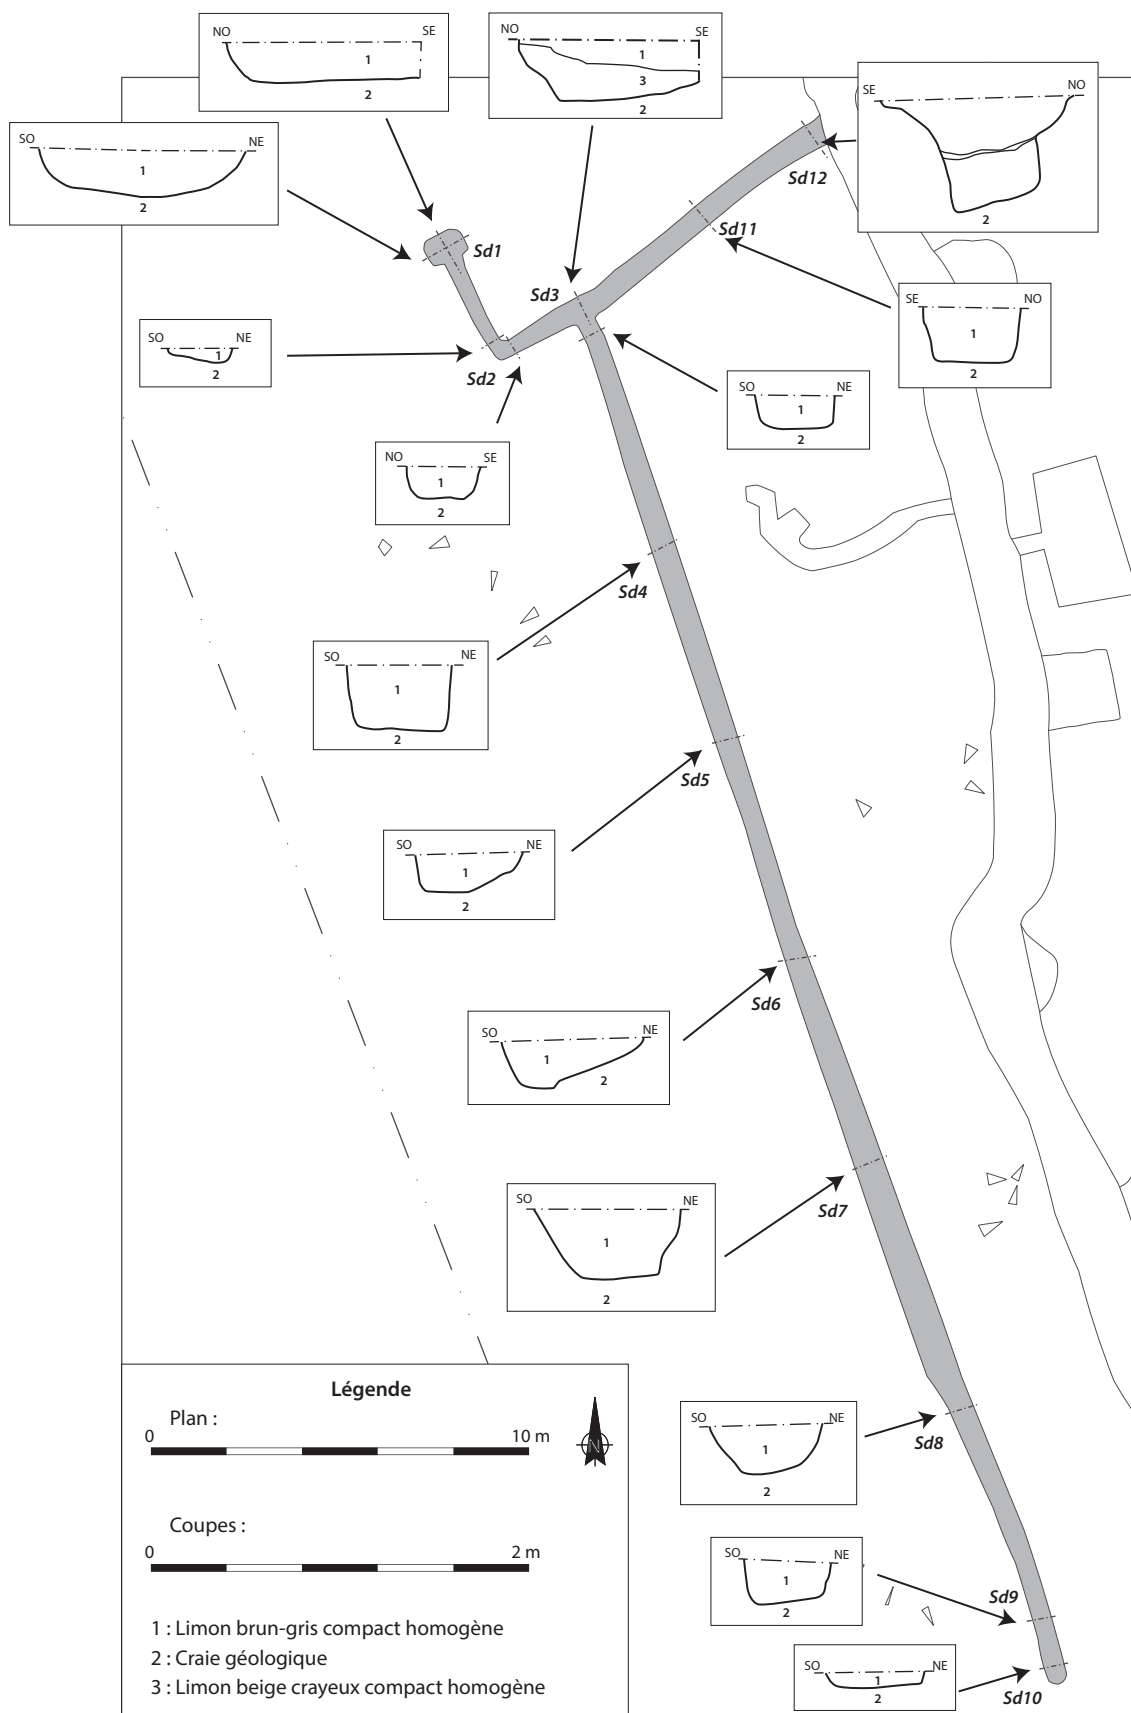 NO SE
1
2
NO SE
1
3
2
SE NO
2
SO NE
1
2
Sd12
Sd11
Sd1
Sd3
SE NO
1
2
SO NE
1
2
Sd2
SO NE
1
2
NO SE
1
2
Sd4
SO NE
1
2
Sd5
SO NE
1
2
Sd6
SO NE
1
2
Sd7
SO NE
1
2
Légende
Plan :
0 10 m
N
Coupes :
0 2 m
1 : Limon brun-gris compact homogène
2 : Craie géologique
3 : Limon beige crayeux compact homogène
SO NE
1
2
Sd8
SO NE
1
2
Sd9
SO NE
1
2
Sd10